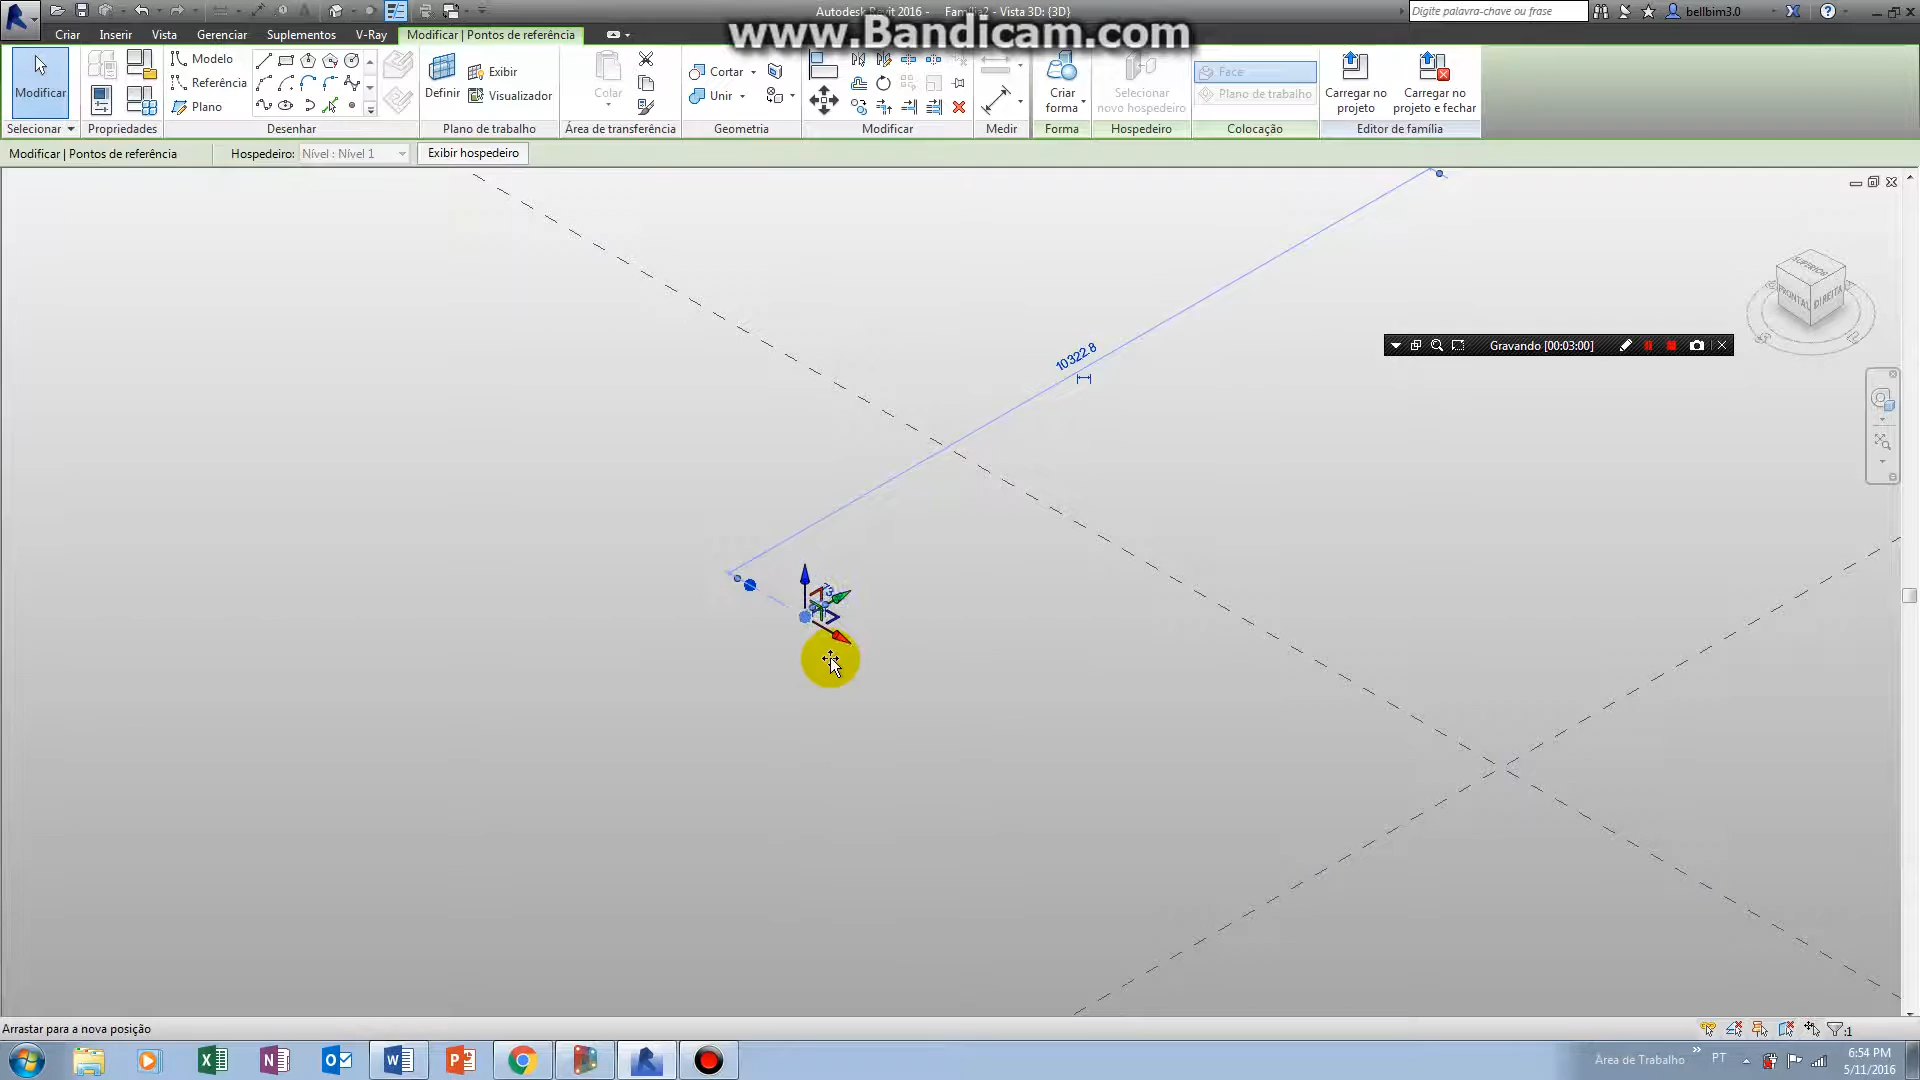 Autodesk Revit 2016 - Família2 - Vista 3D: {3D}
Digite palavra-chave ou frase
bellbim3.0
www.Bandicam.com
Criar Inserir Vista Gerenciar Suplementos V-Ray Modificar | Pontos de referência
Modificar
Modelo
Referência
Plano
Definir
Exibir
Visualizador
Colar
Cortar
Unir
Criar
forma
Selecionar
novo hospedeiro
Face
Plano de trabalho
Carregar no
projeto
Carregar no
projeto e fechar
Selecionar Propriedades Desenhar Plano de trabalho Área de transferência Geometria Modificar Medir Forma Hospedeiro Colocação Editor de família
Modificar | Pontos de referência Hospedeiro: Nível : Nível 1 Exibir hospedeiro
SUPERIOR
FRONTAL
DIREITA
Gravando [00:03:00]
10322.8
Arrastar para a nova posição
:1
Área de Trabalho
PT
6:54 PM
5/11/2016